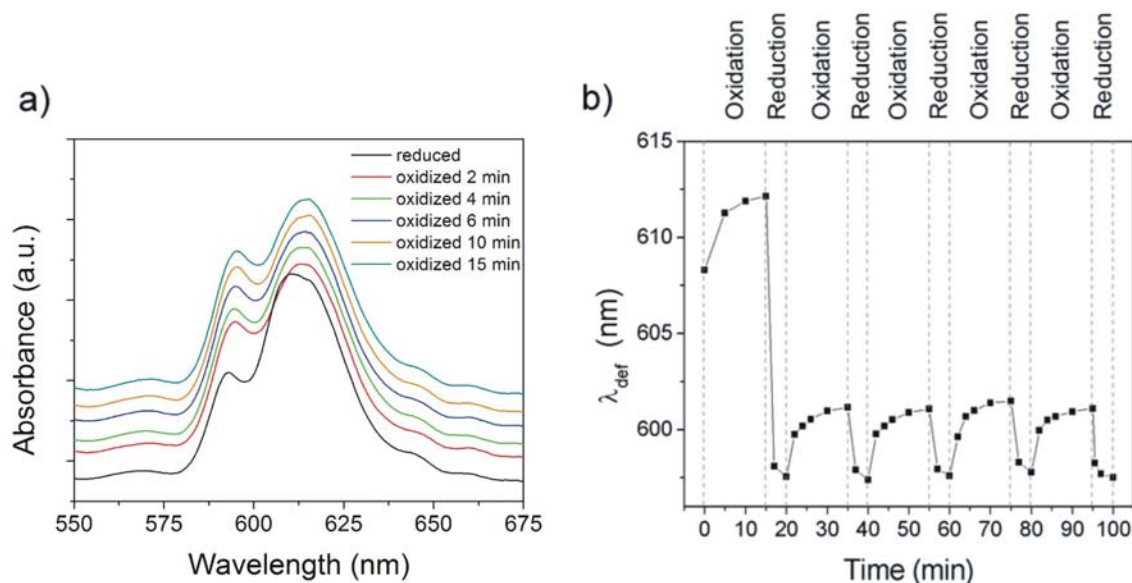 a)
reduced
oxidized 2 min
oxidized 4 min
oxidized 6 min
oxidized 10 min
oxidized 15 min
Absorbance (a.u.)
550 575 600 625 650 675
Wavelength (nm)
b)
Oxidation
Reduction
Oxidation
Reduction
Oxidation
Reduction
Oxidation
Reduction
Oxidation
Reduction
615
610
605
600
λdef (nm)
0 10 20 30 40 50 60 70 80 90 100
Time (min)